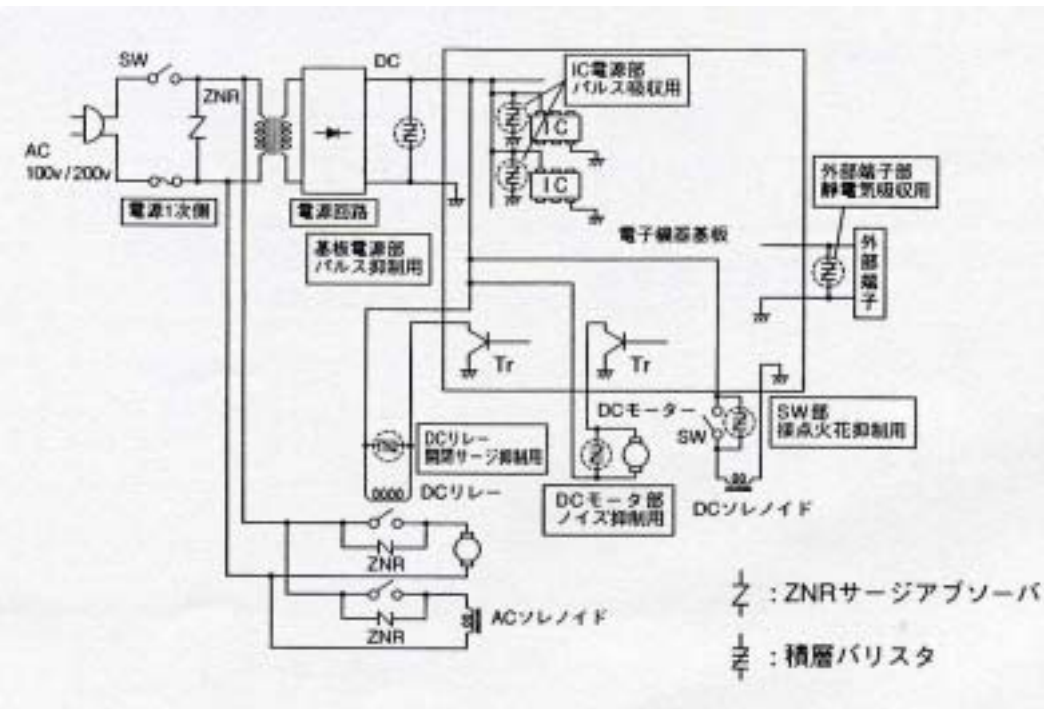 SW
DC
IC電源部
パルス吸収用
ZNR
IC
IC
AC
100v/200v
外部端子部
静電気吸収用
電源1次側
電源回路
電子機器基板
外部端子
基板電源部
パルス抑制用
Tr
Tr
DCモーター
SW
SW部
接点火花抑制用
DCリレー
開閉サージ抑制用
DCリレー
DCモータ部
ノイズ抑制用
DCソレノイド
ZNR
ACソレノイド
ZNR
:ZNRサージアブソーバ
:積層バリスタ